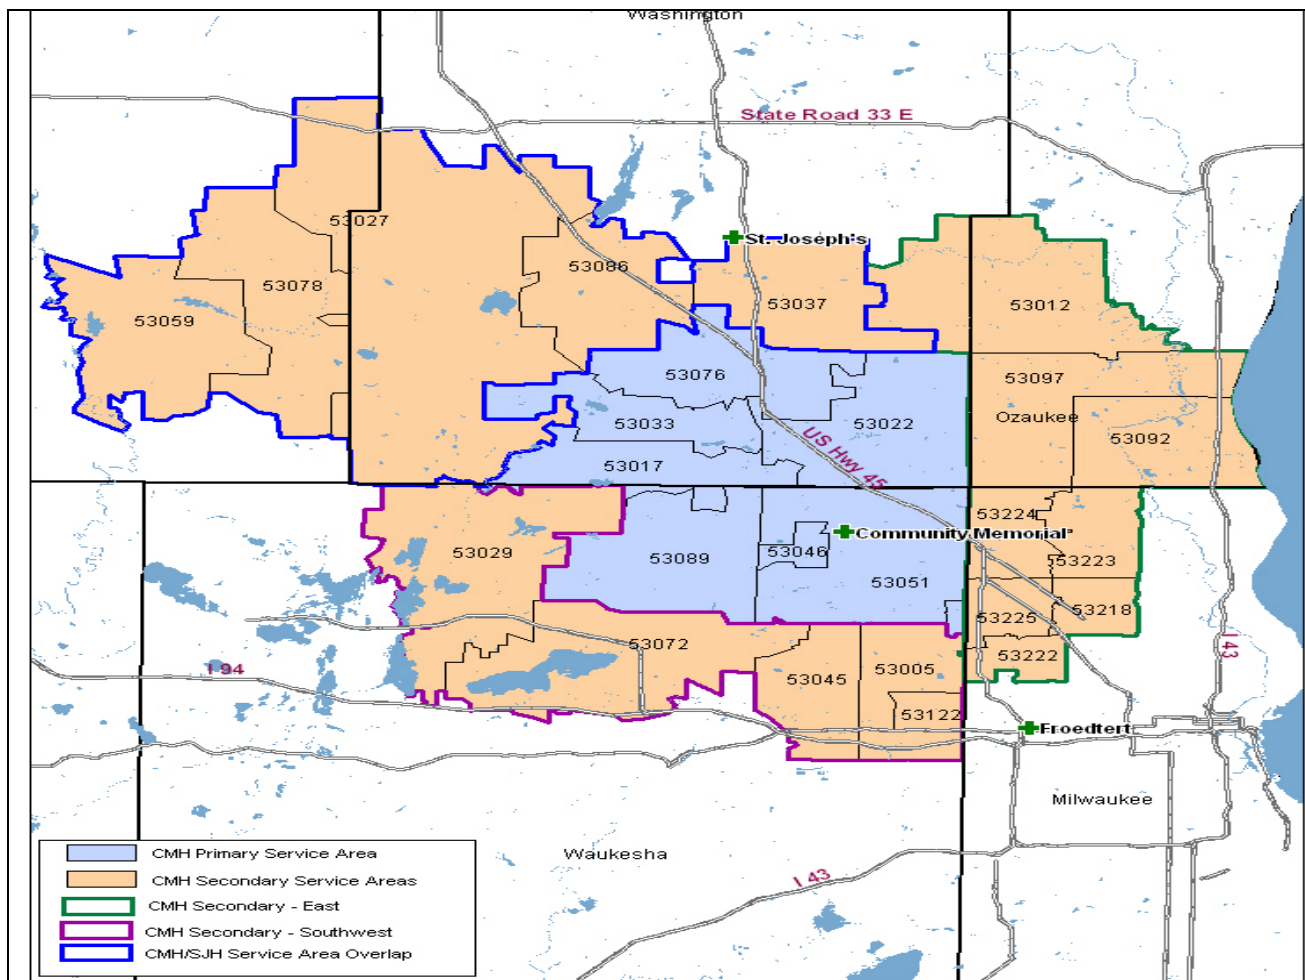 Washington
State Road 33 E
53027
St. Joseph's
53086
53078
53037
53012
53059
53076
53097
Ozaukee
53033
53022
53092
US Hwy 45
53017
53224
Community Memorial'
53029
53089
53046
53223
53051
53218
53225
53072
I 43
53222
I 94
53045
53005
53122
Froedtert
Milwaukee
Waukesha
I 43
CMH Primary Service Area
CMH Secondary Service Areas
CMH Secondary - East
CMH Secondary - Southwest
CMH/SJH Service Area Overlap